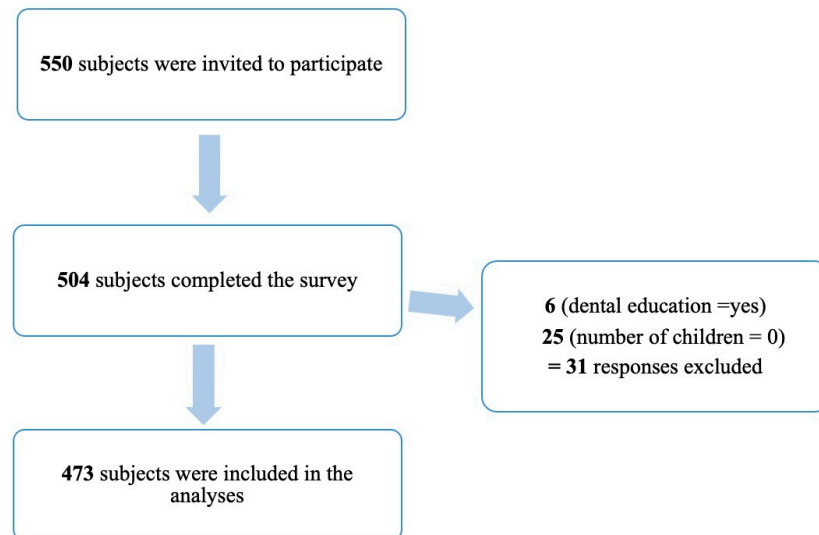 550 subjects were invited to participate
504 subjects completed the survey
6 (dental education =yes)
25 (number of children = 0)
= 31 responses excluded
473 subjects were included in the
analyses